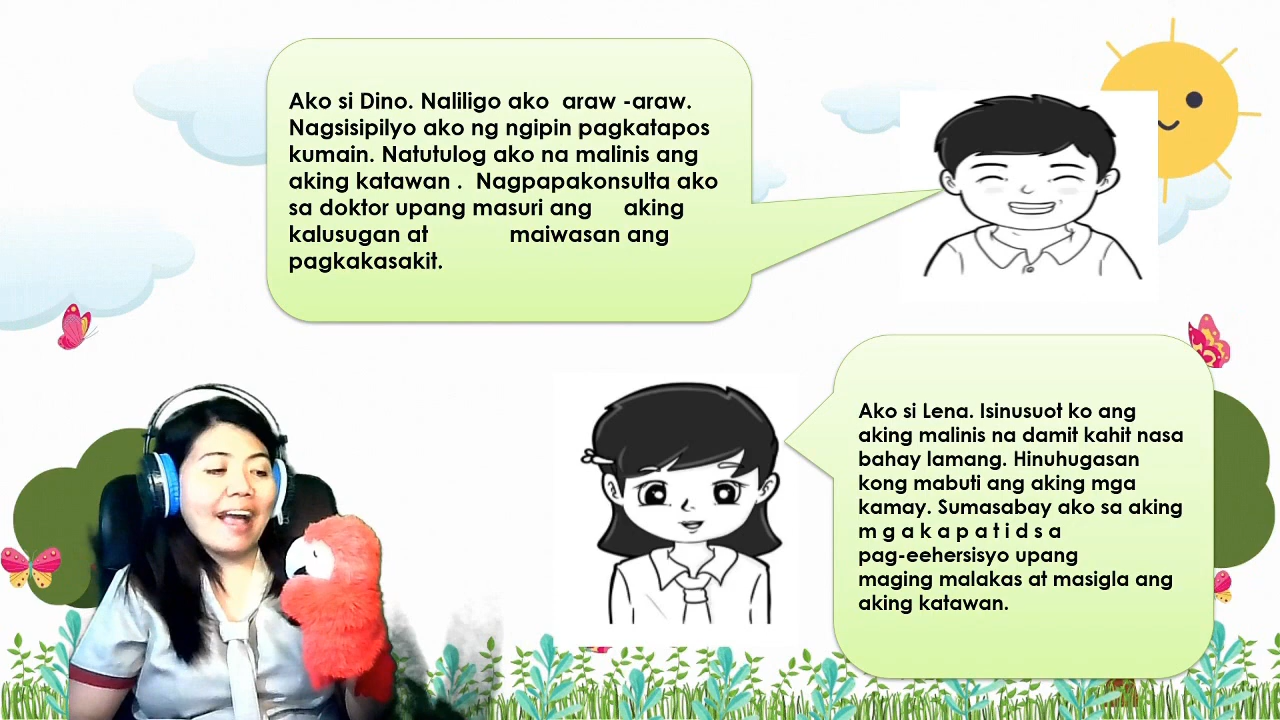 Ako si Dino. Naliligo ako araw -araw.
Nagsisipilyo ako ng ngipin pagkatapos
kumain. Natutulog ako na malinis ang
aking katawan . Nagpapakonsulta ako
sa doktor upang masuri ang aking
kalusugan at maiwasan ang
pagkakasakit.
Ako si Lena. Isinusuot ko ang
aking malinis na damit kahit nasa
bahay lamang. Hinuhugasan
kong mabuti ang aking mga
kamay. Sumasabay ako sa aking
m g a k a p a t i d s a
pag-eehersisyo upang
maging malakas at masigla ang
aking katawan.